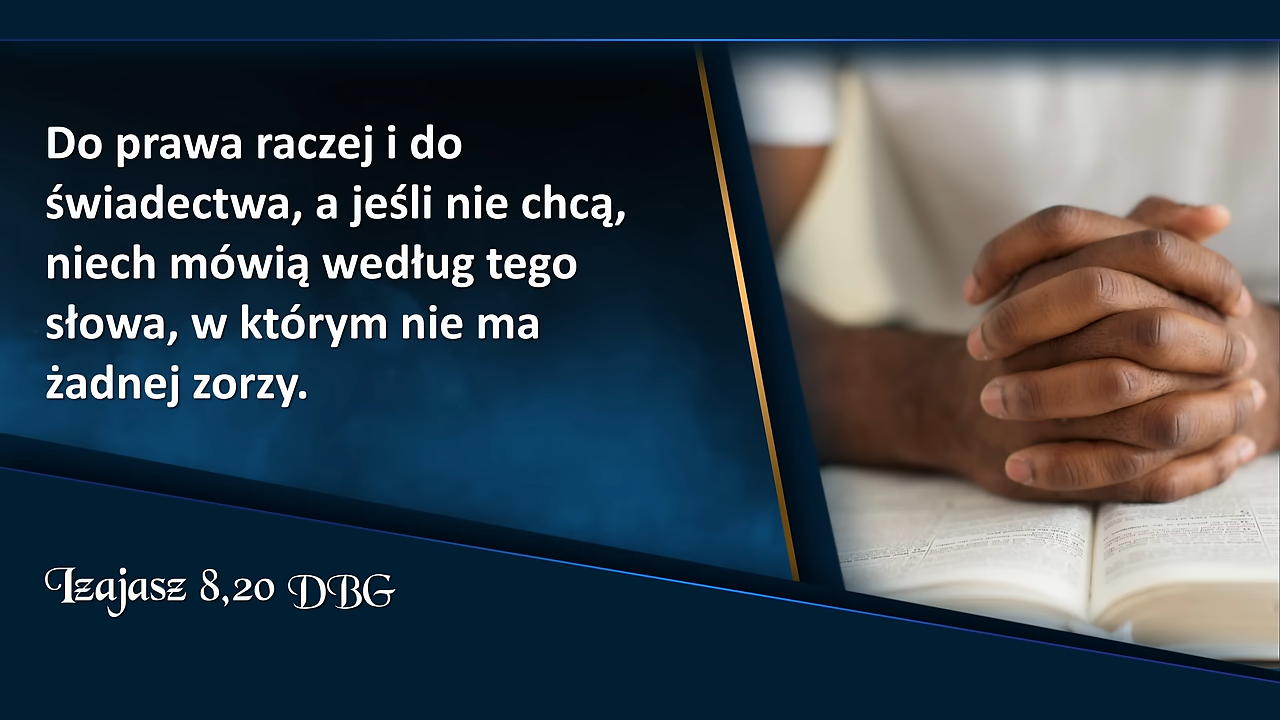 Do prawa raczej i do
świadectwa, a jeśli nie chcą,
niech mówią według tego
słowa, w którym nie ma
żadnej zorzy.
Izajasz 8,20 DBG